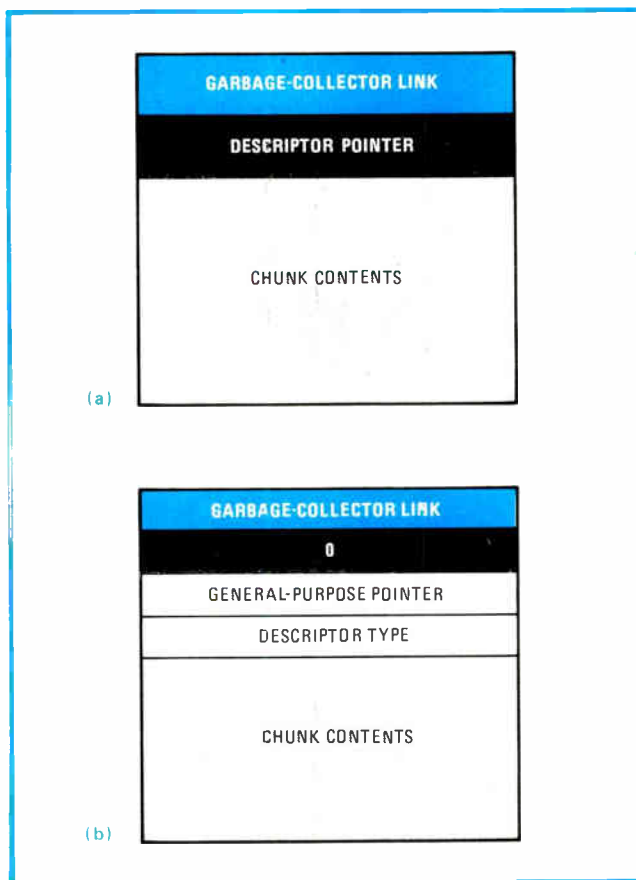 GARBAGE-COLLECTOR LINK
DESCRIPTOR POINTER
CHUNK CONTENTS
(a)
GARBAGE-COLLECTOR LINK
0
GENERAL-PURPOSE POINTER
DESCRIPTOR TYPE
CHUNK CONTENTS
(b)